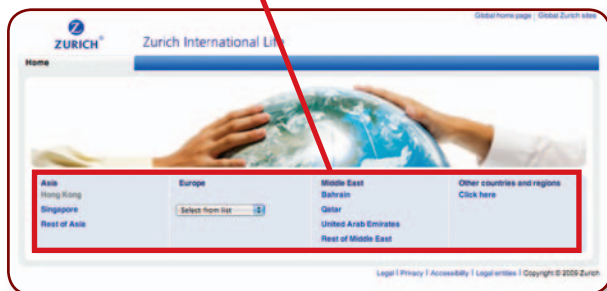 Global home page | Global Zurich sites
ZURICH®
Zurich International Life
Home
Asia
Hong Kong
Singapore
Rest of Asia
Europe
Select from list
Middle East
Bahrain
Qatar
United Arab Emirates
Rest of Middle East
Other countries and regions
Click here
Legal | Privacy | Accessibility | Legal entities | Copyright © 2009 Zurich